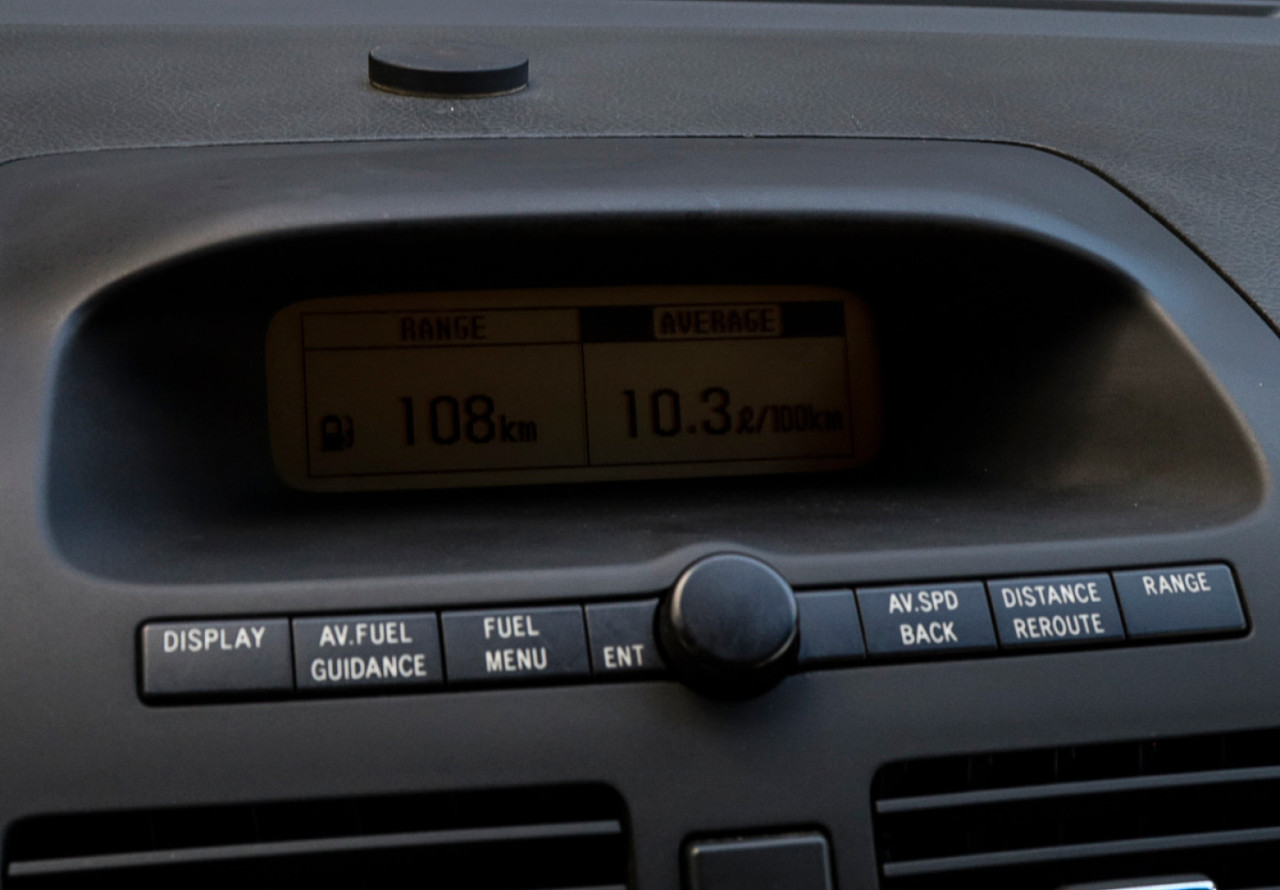 RANGE AVERAGE
108km 10.3ℓ/100km
DISPLAY
AV.FUEL
GUIDANCE
FUEL
MENU
ENT
AV.SPD
BACK
DISTANCE
REROUTE
RANGE